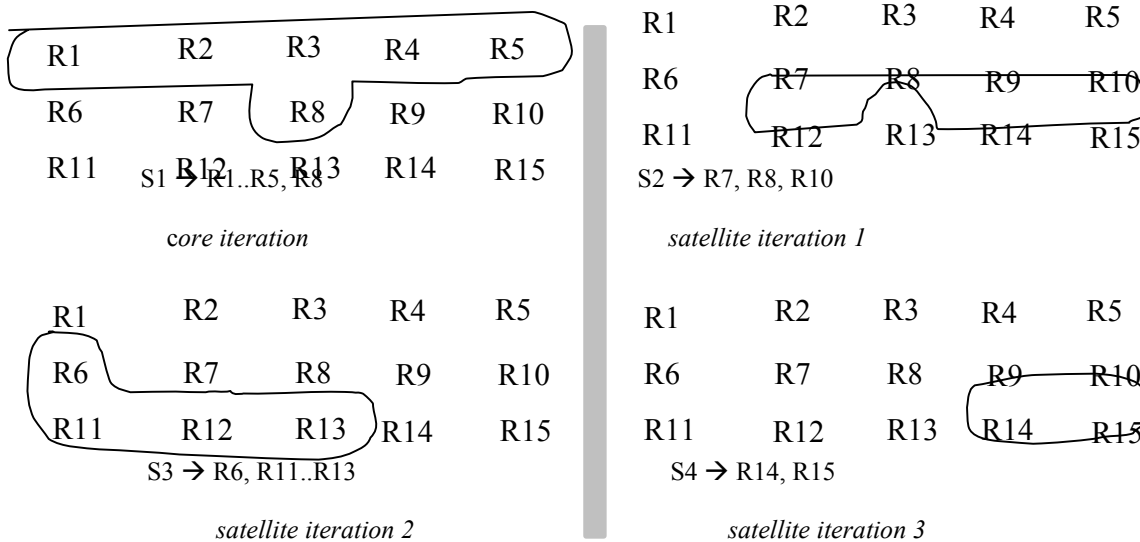 R1 R2 R3 R4 R5
R6 R7 R8 R9 R10
R11 R12 R13 R14 R15
S1 → R1..R5, R8
core iteration
R1 R2 R3 R4 R5
R6 R7 R8 R9 R10
R11 R12 R13 R14 R15
S2 → R7, R8, R10
satellite iteration 1
R1 R2 R3 R4 R5
R6 R7 R8 R9 R10
R11 R12 R13 R14 R15
S3 → R6, R11..R13
satellite iteration 2
R1 R2 R3 R4 R5
R6 R7 R8 R9 R10
R11 R12 R13 R14 R15
S4 → R14, R15
satellite iteration 3